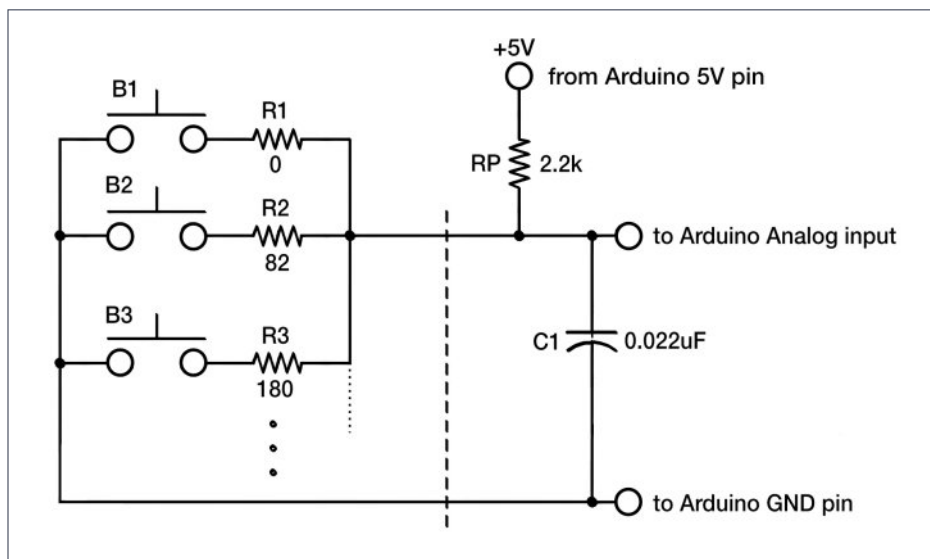 +5V
from Arduino 5V pin
B1
R1
0
RP 2.2k
B2
R2
82
to Arduino Analog input
B3
R3
180
C1 0.022uF
to Arduino GND pin